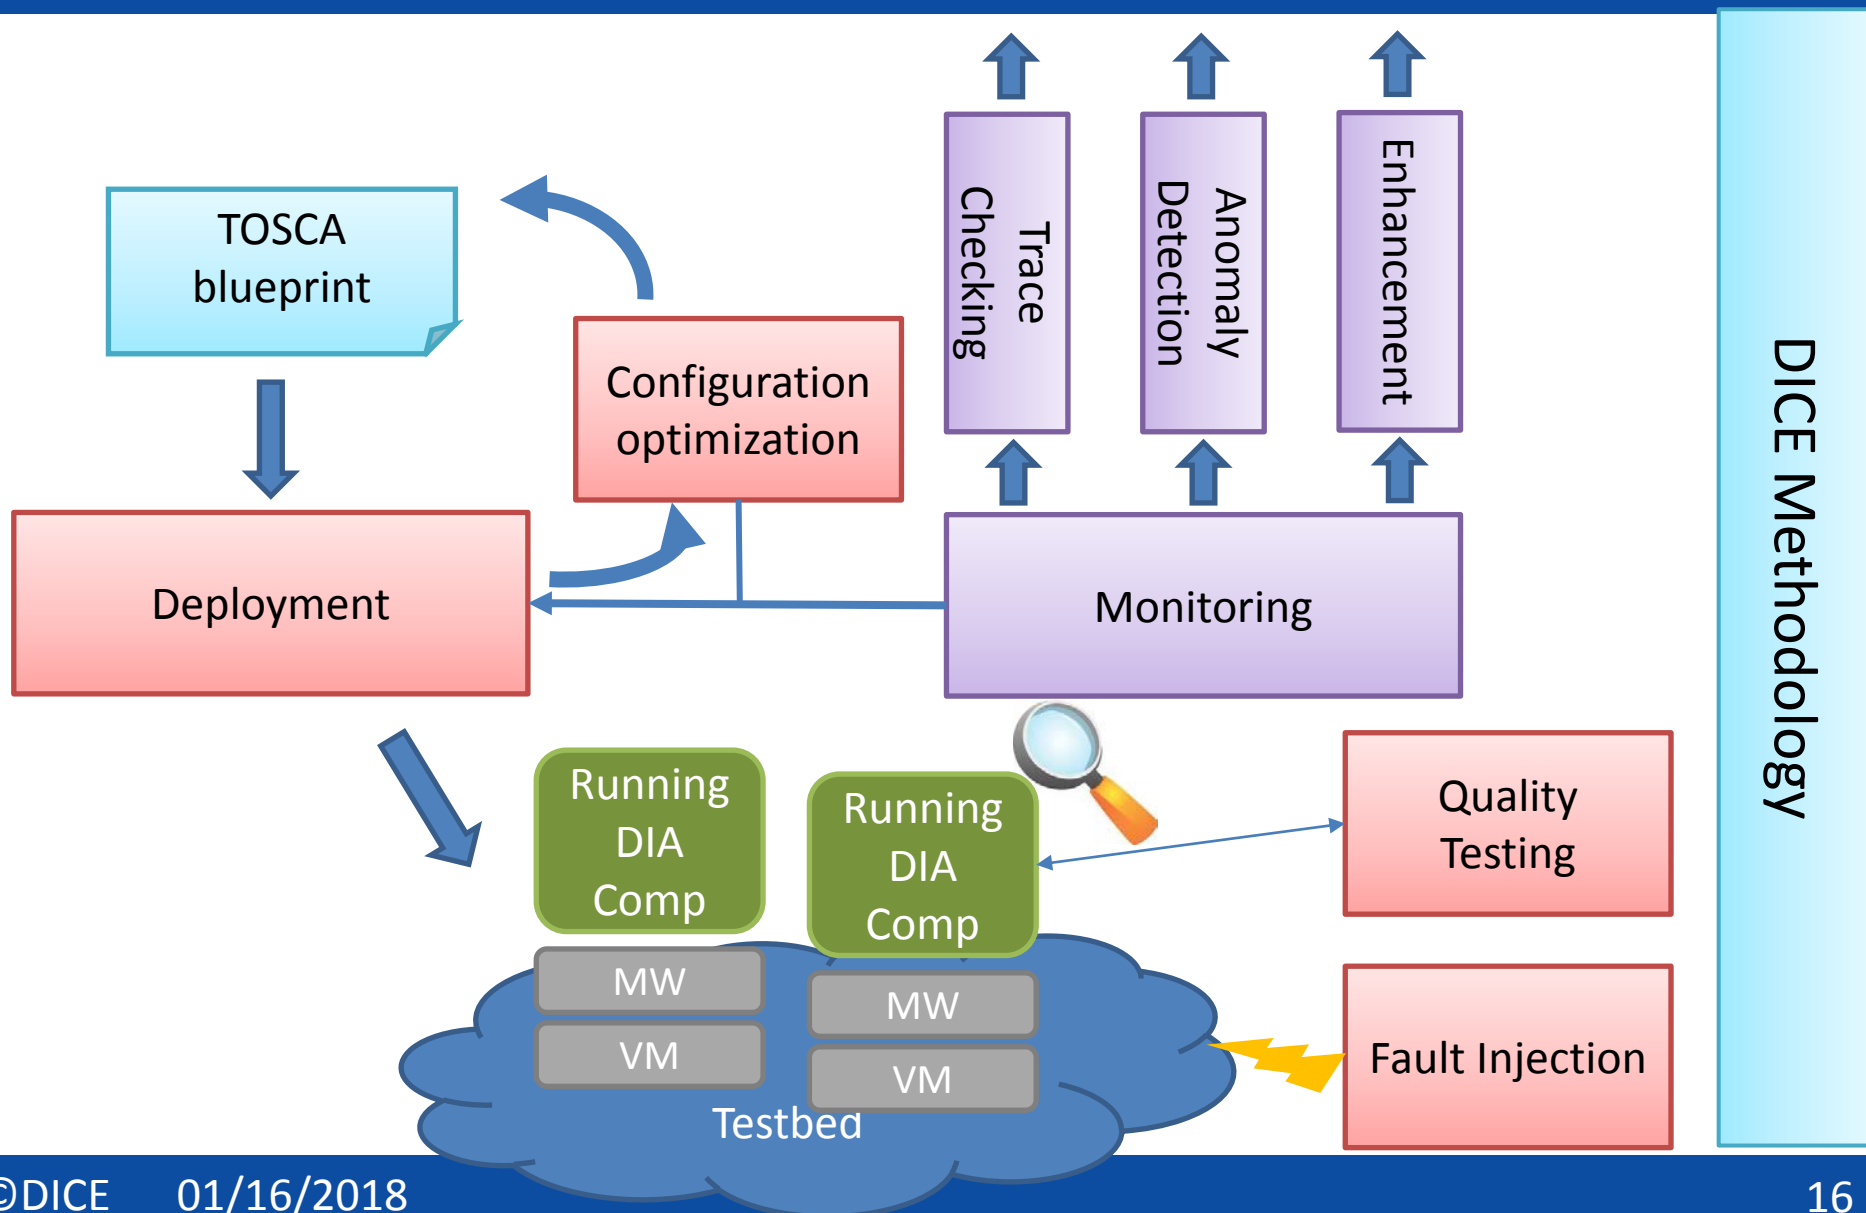 TOSCA
blueprint
Configuration
optimization
Trace
Checking
Anomaly
Detection
Enhancement
DICE Methodology
Deployment
Monitoring
Running
DIA
Comp
Running
DIA
Comp
Quality
Testing
MW
MW
VM
VM
Fault Injection
Testbed
©DICE
01/16/2018
16